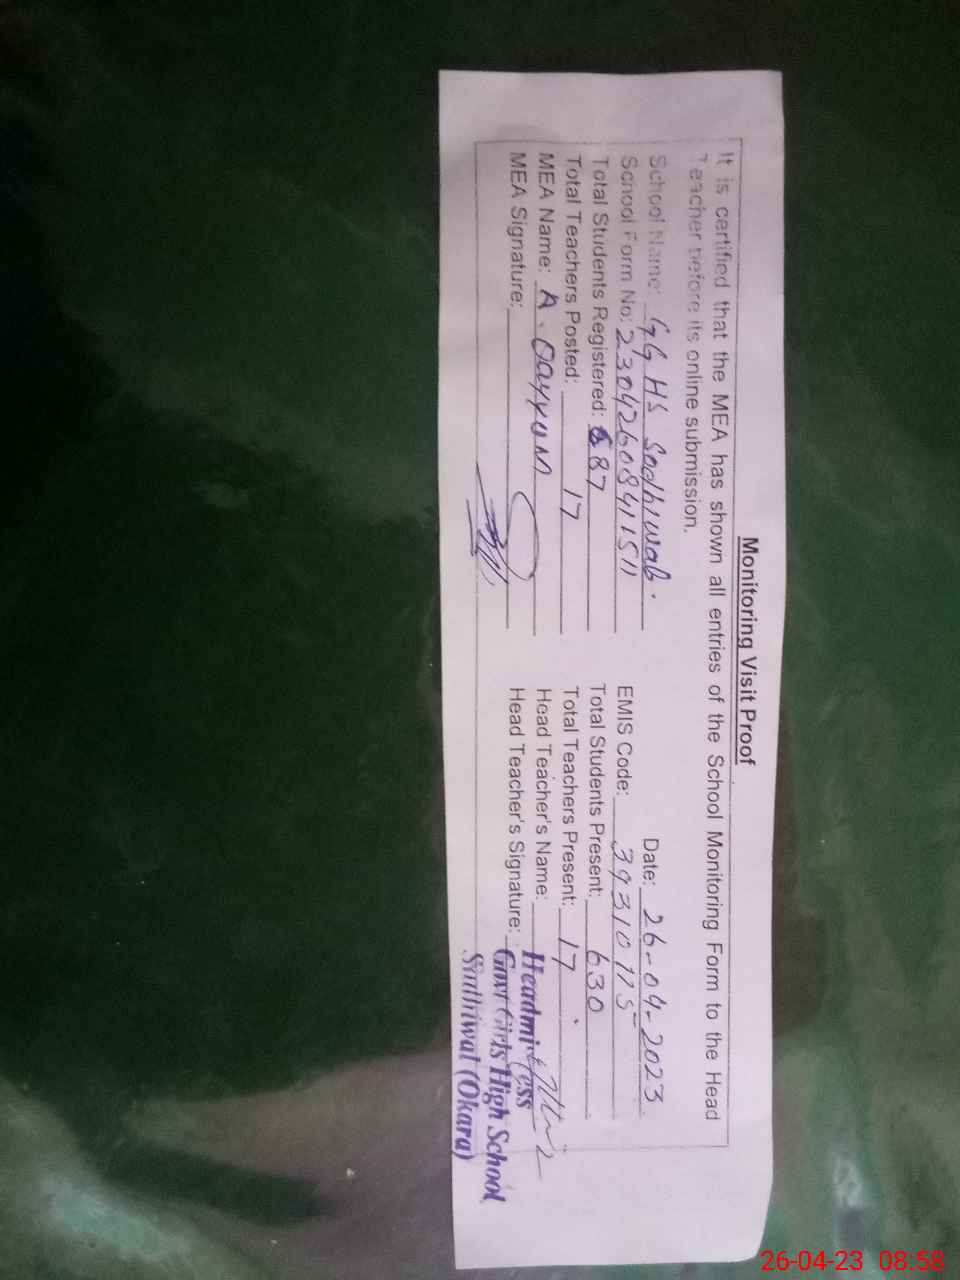 Monitoring Visit Proof
It is certified that the MEA has shown all entries of the School Monitoring Form to the Head
Teacher before its online submission.
Date: 26-04-2023
School Name: GGHS Sodhiwab.
School Form No: 2304260841151 EMIS Code: 39310115
Total Students Registered: 687 Total Students Present: 630
Total Teachers Posted: 17 Total Teachers Present: 17
MEA Name: A. QAYYUM Head Teacher's Name:
MEA Signature: Head Teacher's Signature:
Headmistress
Govt Girls High School
(Okara)
26-04-23 08:58